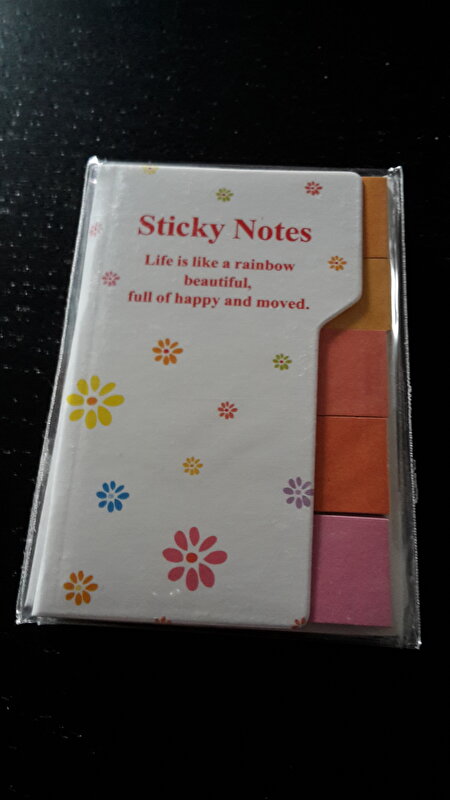 Sticky Notes
Life is like a rainbow
beautiful,
full of happy and moved.